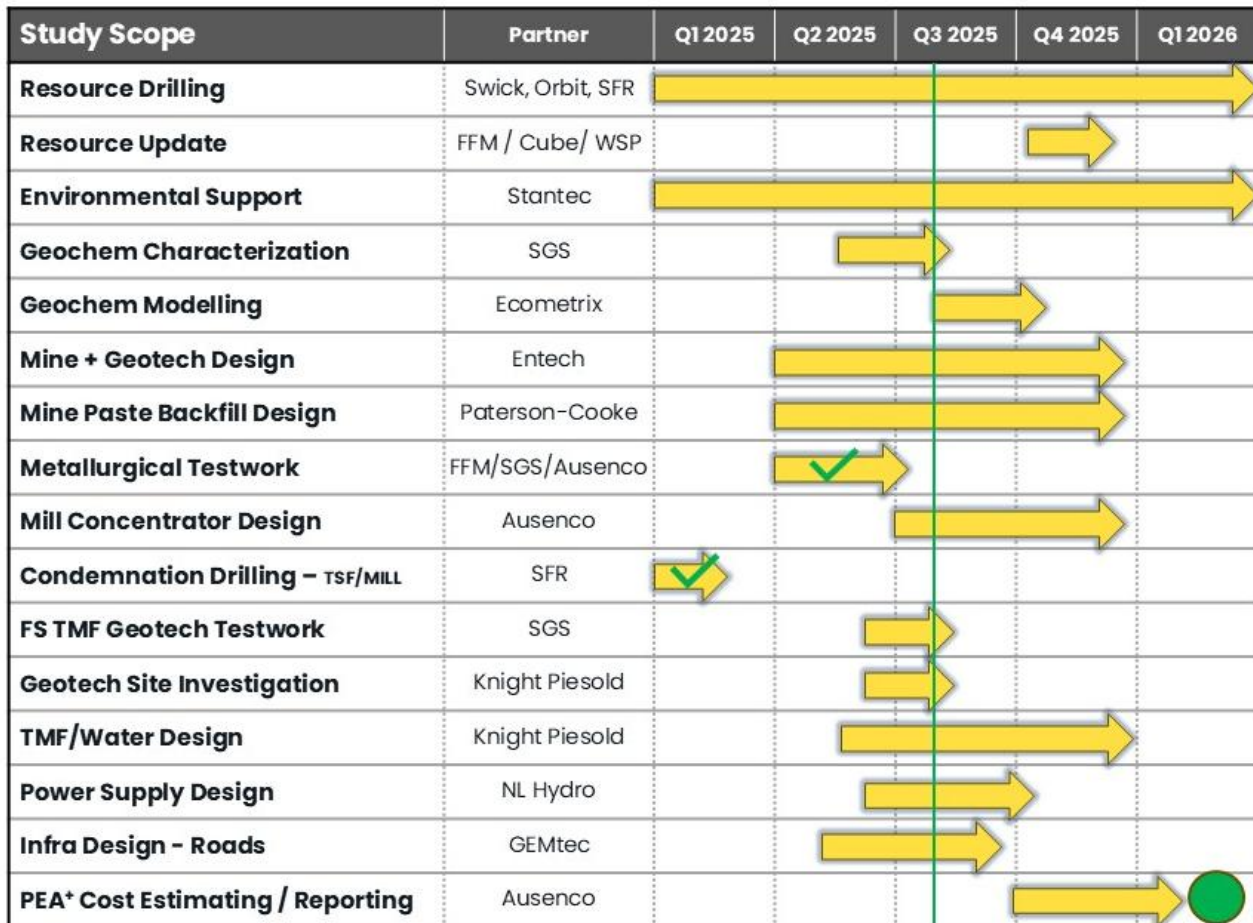 Study Scope Partner Q1 2025 Q2 2025 Q3 2025 Q4 2025 Q1 2026
Resource Drilling Swick, Orbit, SFR
Resource Update FFM / Cube/ WSP
Environmental Support Stantec
Geochem Characterization SGS
Geochem Modelling Ecometrix
Mine + Geotech Design Entech
Mine Paste Backfill Design Paterson-Cooke
Metallurgical Testwork FFM/SGS/Ausenco
Mill Concentrator Design Ausenco
Condemnation Drilling – TSF/MILL SFR
FS TMF Geotech Testwork SGS
Geotech Site Investigation Knight Piesold
TMF/Water Design Knight Piesold
Power Supply Design NL Hydro
Infra Design - Roads GEMtec
PEA⁺ Cost Estimating / Reporting Ausenco